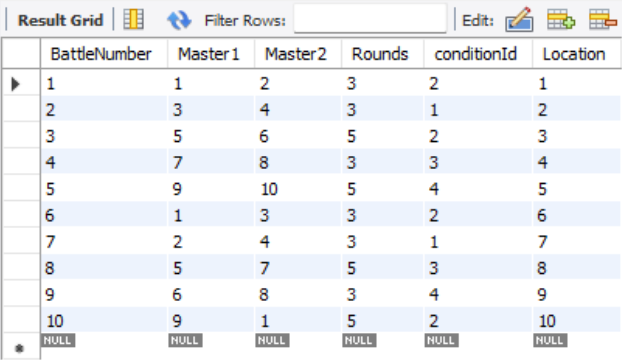 Result Grid Filter Rows: Edit:
BattleNumber Master1 Master2 Rounds conditionId Location
1 1 2 3 2 1
2 3 4 3 1 2
3 5 6 5 2 3
4 7 8 3 3 4
5 9 10 5 4 5
6 1 3 3 2 6
7 2 4 3 1 7
8 5 7 5 3 8
9 6 8 3 4 9
10 9 1 5 2 10
NULL NULL NULL NULL NULL NULL